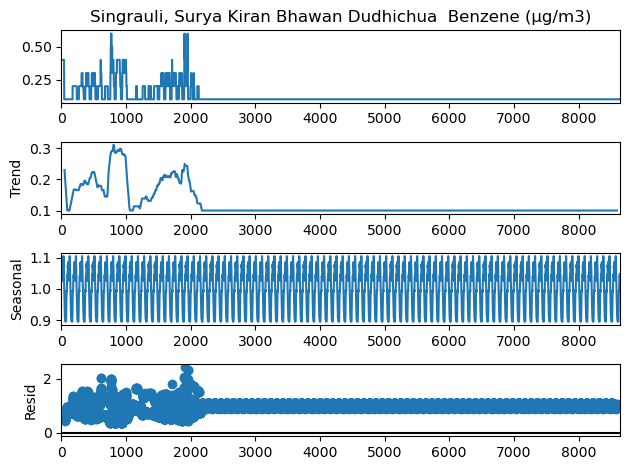 Singrauli, Surya Kiran Bhawan Dudhichua  Benzene (µg/m3)
0.50
0.25
0 1000 2000 3000 4000 5000 6000 7000 8000
Trend
0.3
0.2
0.1
0 1000 2000 3000 4000 5000 6000 7000 8000
Seasonal
1.1
1.0
0.9
0 1000 2000 3000 4000 5000 6000 7000 8000
Resid
2
0
0 1000 2000 3000 4000 5000 6000 7000 8000